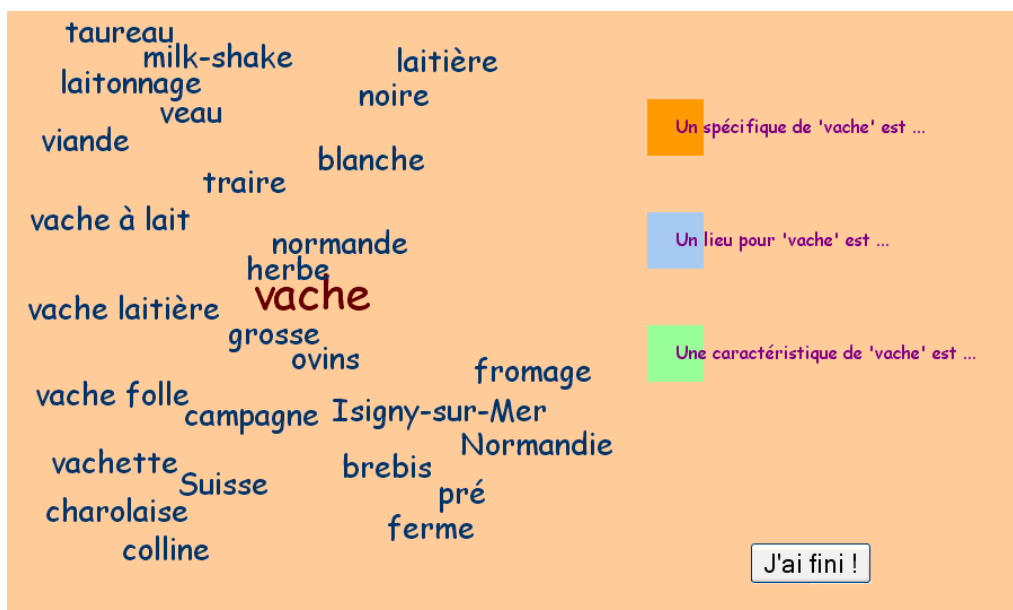 taureau
milk-shake
laitière
laitonnage
noire
veau
viande
blanche
traire
vache à lait
normande
herbe
vache
vache laitière
grosse
ovins
fromage
vache folle
campagne
Isigny-sur-Mer
Normandie
vachette
brebis
Suisse
pré
charolaise
ferme
colline
Un spécifique de 'vache' est ...
Un lieu pour 'vache' est ...
Une caractéristique de 'vache' est ...
J'ai fini !